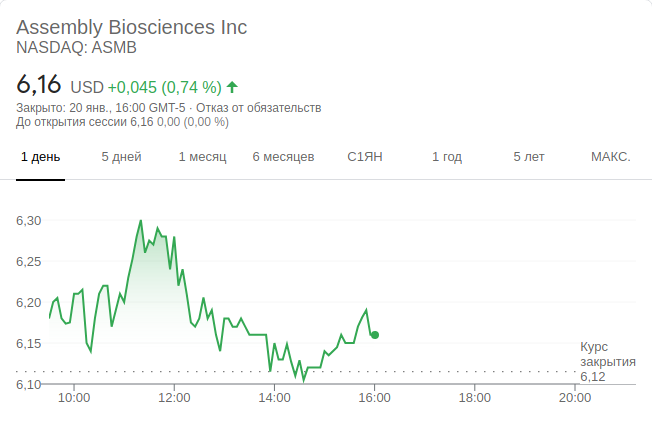 Assembly Biosciences Inc
NASDAQ: ASMB
6,16 USD +0,045 (0,74 %)
Закрыто: 20 янв., 16:00 GMT-5 · Отказ от обязательств
До открытия сессии 6,16 0,00 (0,00 %)
1 день 5 дней 1 месяц 6 месяцев С1ЯН 1 год 5 лет МАКС.
6,30
6,25
6,20
6,15
6,10
Курс
закрытия
6,12
10:00 12:00 14:00 16:00 18:00 20:00